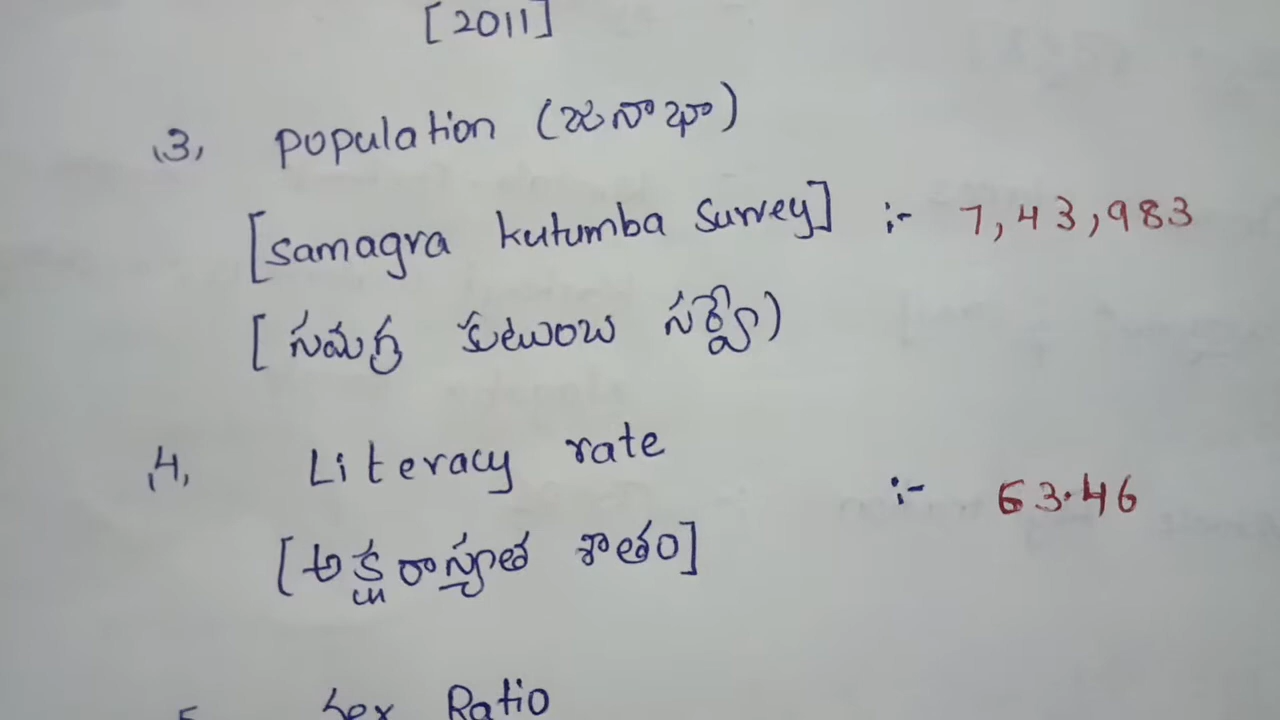 [2011]
3, Population (జనాభా)
[Samagra kutumba Survey] :- 7,43,983
[సమగ్ర కుటుంబ సర్వే)
4, Literacy rate :- 63.46
[అక్షరాస్యత శాతం]
5 Sex Ratio